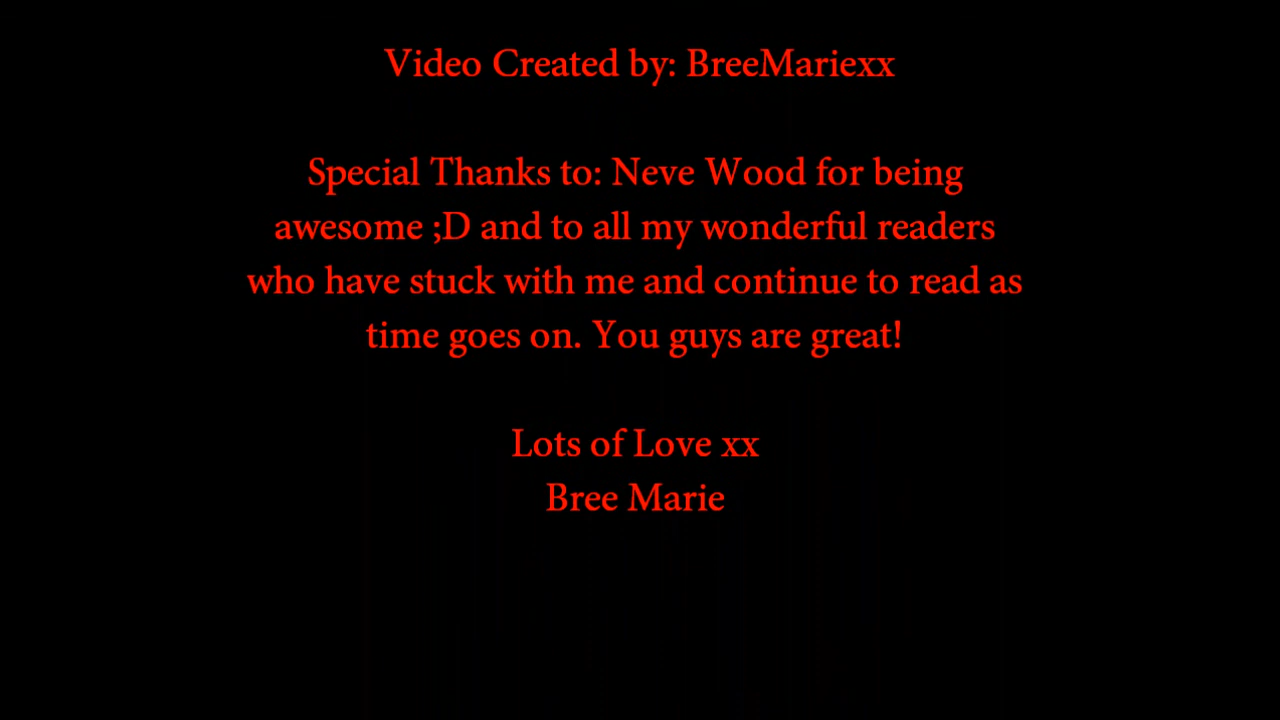 Video Created by: BreeMariexx
Special Thanks to: Neve Wood for being
awesome ;D and to all my wonderful readers
who have stuck with me and continue to read as
time goes on. You guys are great!
Lots of Love xx
Bree Marie